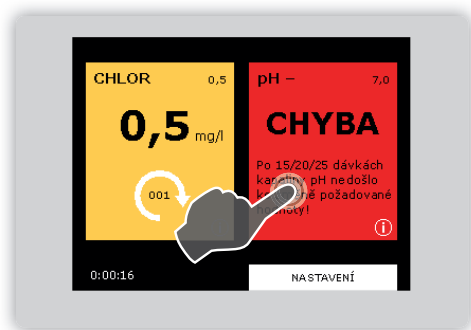 CHLOR 0,5
0,5 mg/l
001
pH – 7,0
CHYBA
Po 15/20/25 dávkách
kapaliny pH nedošlo
požadované
hodnoty!
i
0:00:16
NASTAVENÍ